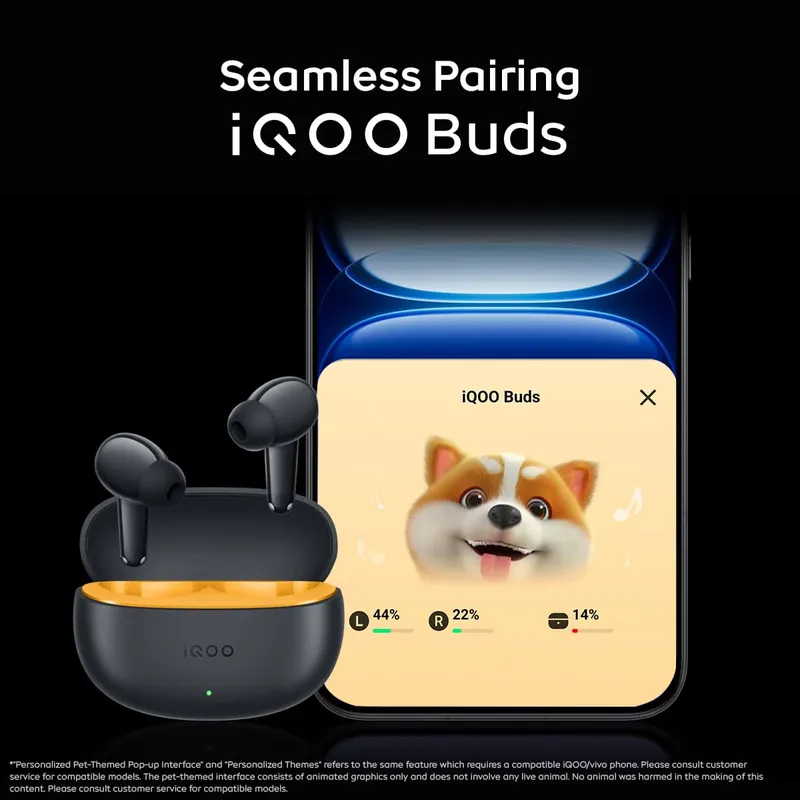 Seamless Pairing
iQOO Buds
iQOO Buds
L 44% R 22% 14%
iQOO
*"Personalized Pet-Themed Pop-up Interface" and "Personalized Themes" refers to the same feature which requires a compatible iQOO/vivo phone. Please consult customer
service for compatible models. The pet-themed interface consists of animated graphics only and does not involve any live animal. No animal was harmed in the making of this
content. Please consult customer service for compatible models.